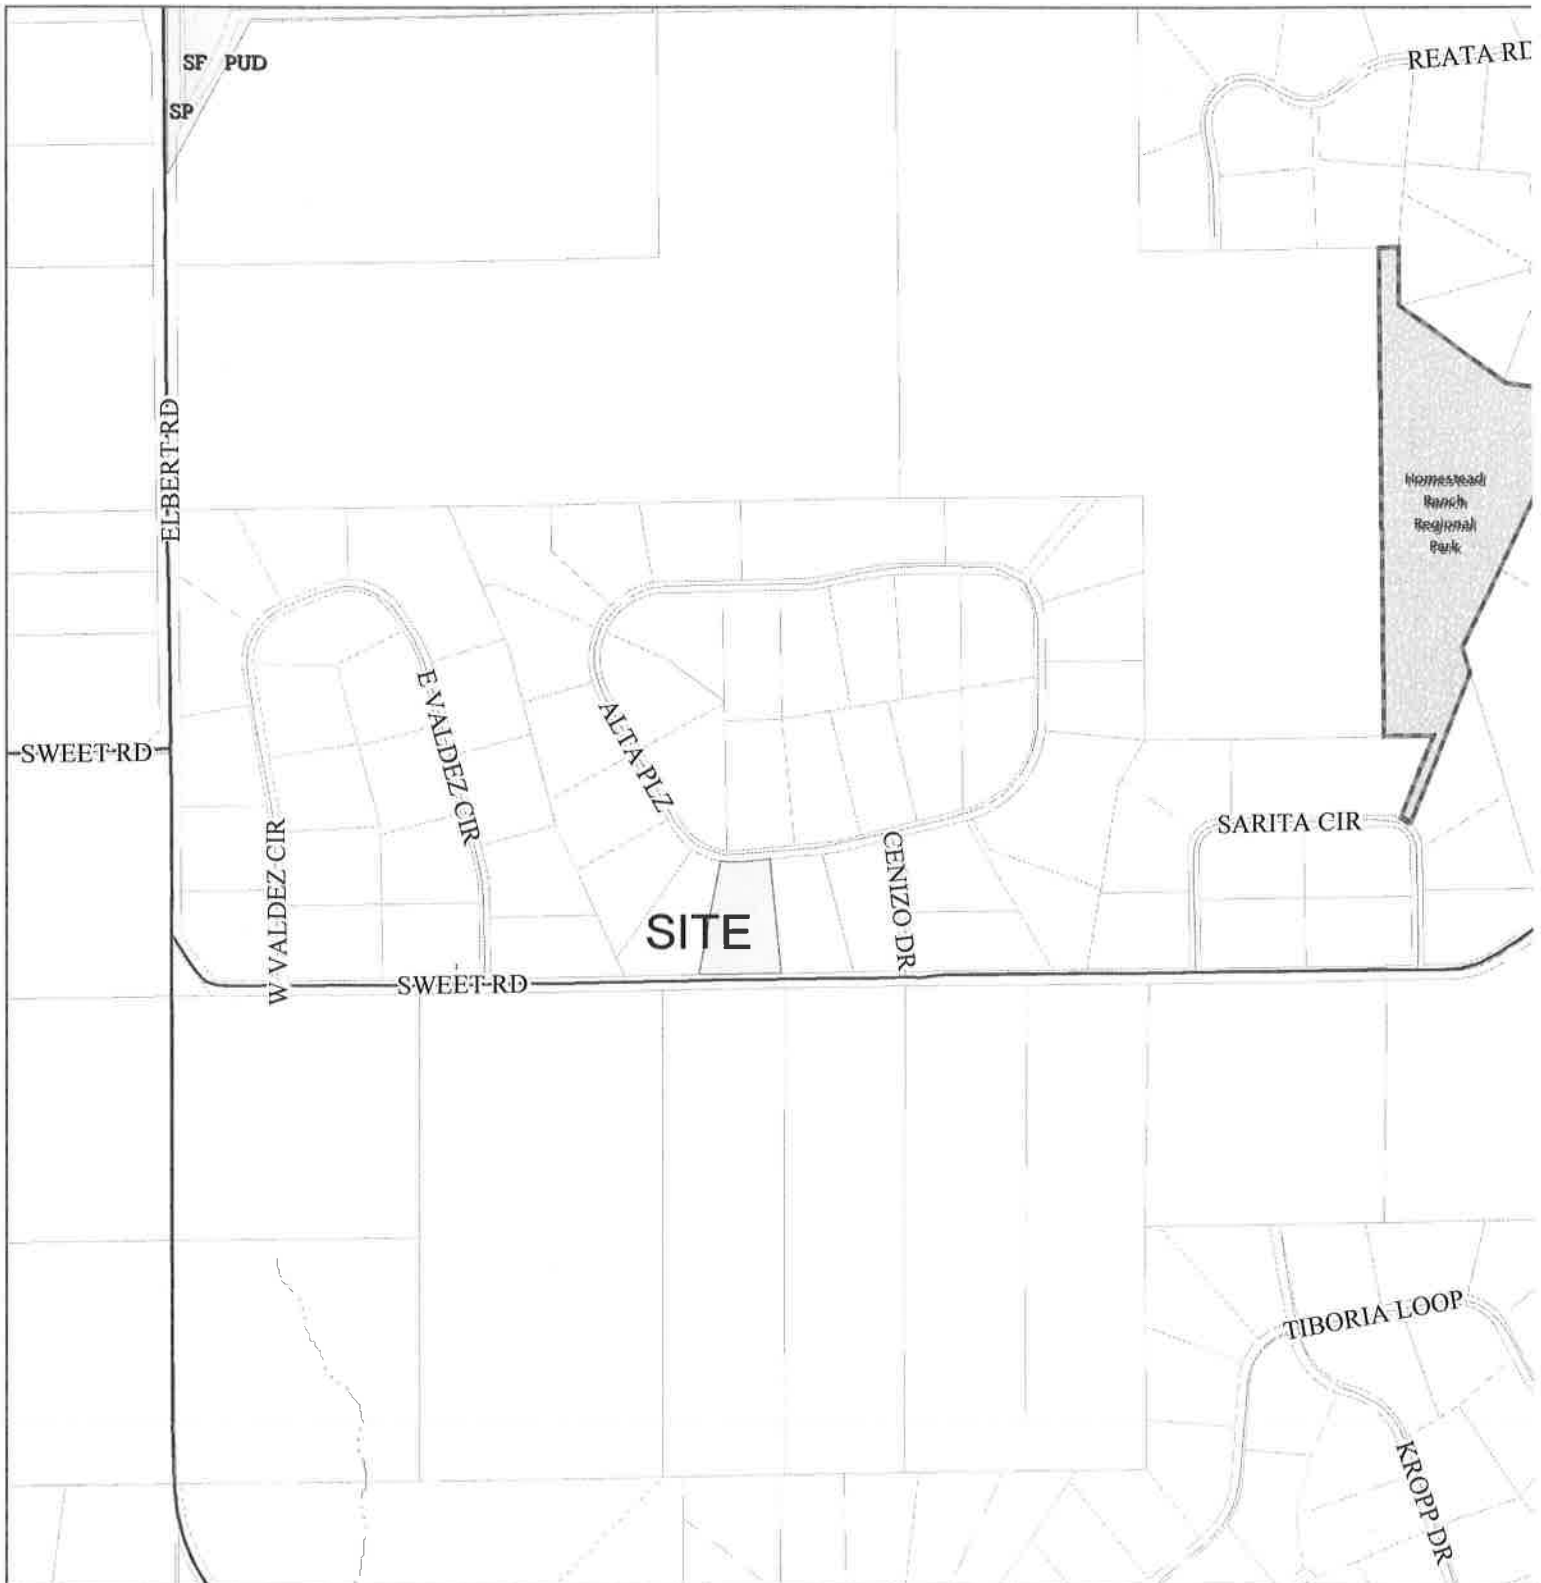 SF PUD
SP
REATA RD
ELBERT RD
Homestead
Ranch
Regional
Park
SWEET RD
E VALDEZ CIR
ALTA PLZ
W VALDEZ CIR
CENIZO DR
SARITA CIR
SITE
SWEET RD
TIBORIA LOOP
KROPP DR